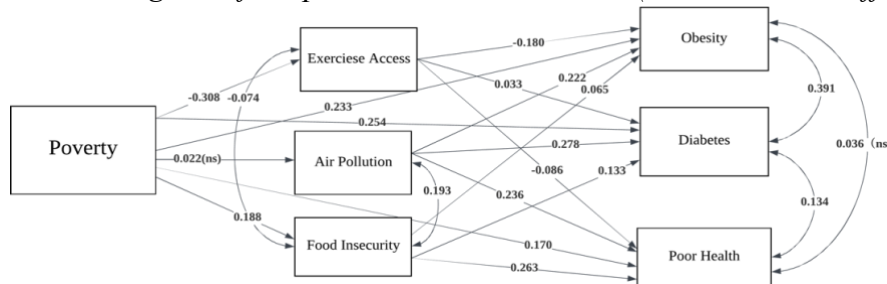 Exerciese Access
Obesity
-0.180
-0.308
-0.074
0.222
0.065
0.033
0.391
0.233
0.254
Poverty
Air Pollution
Diabetes
0.278
0.036 (ns
0.022(ns)
-0.086
0.133
0.193
0.236
0.134
0.188
Food Insecurity
0.170
0.263
Poor Health